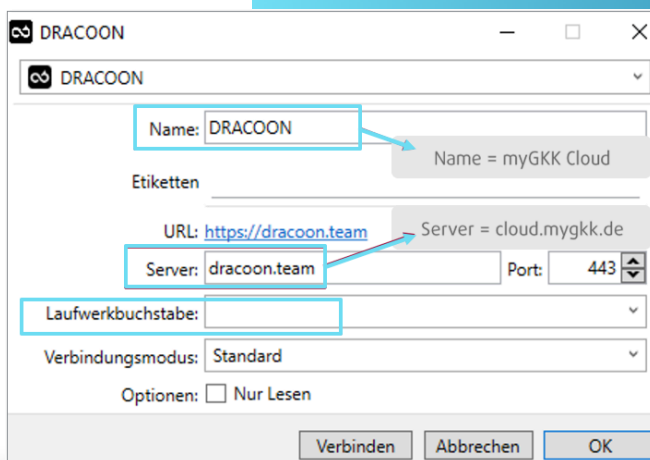 DRACOON
DRACOON
Name: DRACOON
Name = myGKK Cloud
Etiketten
URL: https://dracoon.team
Server = cloud.mygkk.de
Server: dracoon.team Port: 443
Laufwerkbuchstabe:
Verbindungsmodus: Standard
Optionen: Nur Lesen
Verbinden Abbrechen OK